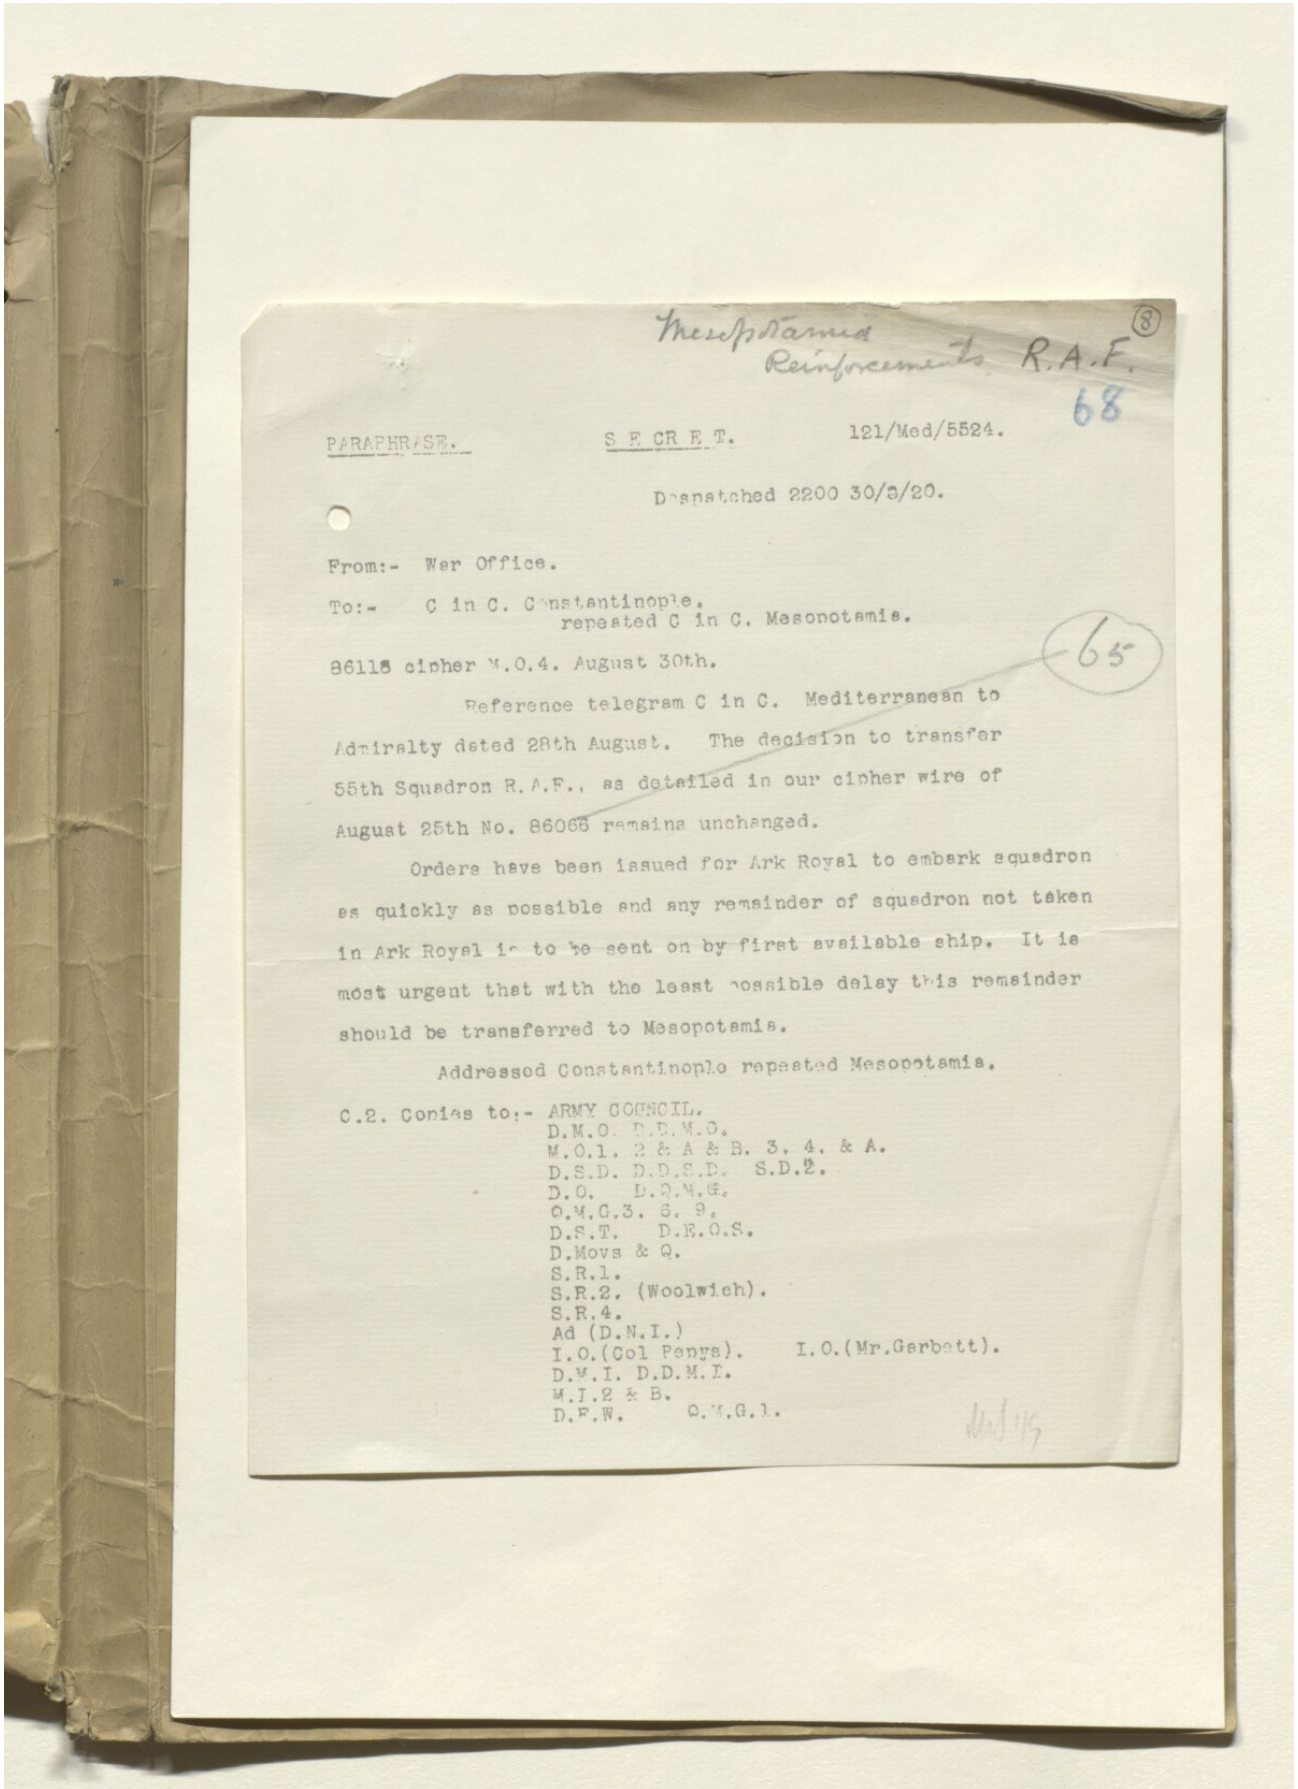 8
Mesopotamia
Reinforcements R.A.F.
68
PARAPHRASE. S E C R E T. 121/Med/5524.
Despatched 2200 30/8/20.
From:- War Office.
To:- C in C. Constantinople.
repeated C in C. Mesopotamia.
65
86118 cipher M.O.4. August 30th.
Reference telegram C in C. Mediterranean to
Admiralty dated 28th August. The decision to transfer
55th Squadron R.A.F., as detailed in our cipher wire of
August 25th No. 86066 remains unchanged.
Orders have been issued for Ark Royal to embark squadron
as quickly as possible and any remainder of squadron not taken
in Ark Royal is to be sent on by first available ship. It is
most urgent that with the least possible delay this remainder
should be transferred to Mesopotamia.
Addressed Constantinople repeated Mesopotamia.
C.2. Copies to:- ARMY COUNCIL.
D.M.O. D.D.M.O.
M.O.1. 2 & A & B. 3. 4. & A.
D.S.D. D.D.S.D. S.D.2.
D.O. D.Q.M.G.
Q.M.G.3. 6. 9.
D.S.T. D.E.O.S.
D.Movs & Q.
S.R.1.
S.R.2. (Woolwich).
S.R.4.
Ad (D.N.I.)
I.O.(Col Penys). I.O.(Mr.Garbett).
D.M.I. D.D.M.I.
M.I.2 & B.
D.F.W. Q.M.G.1.